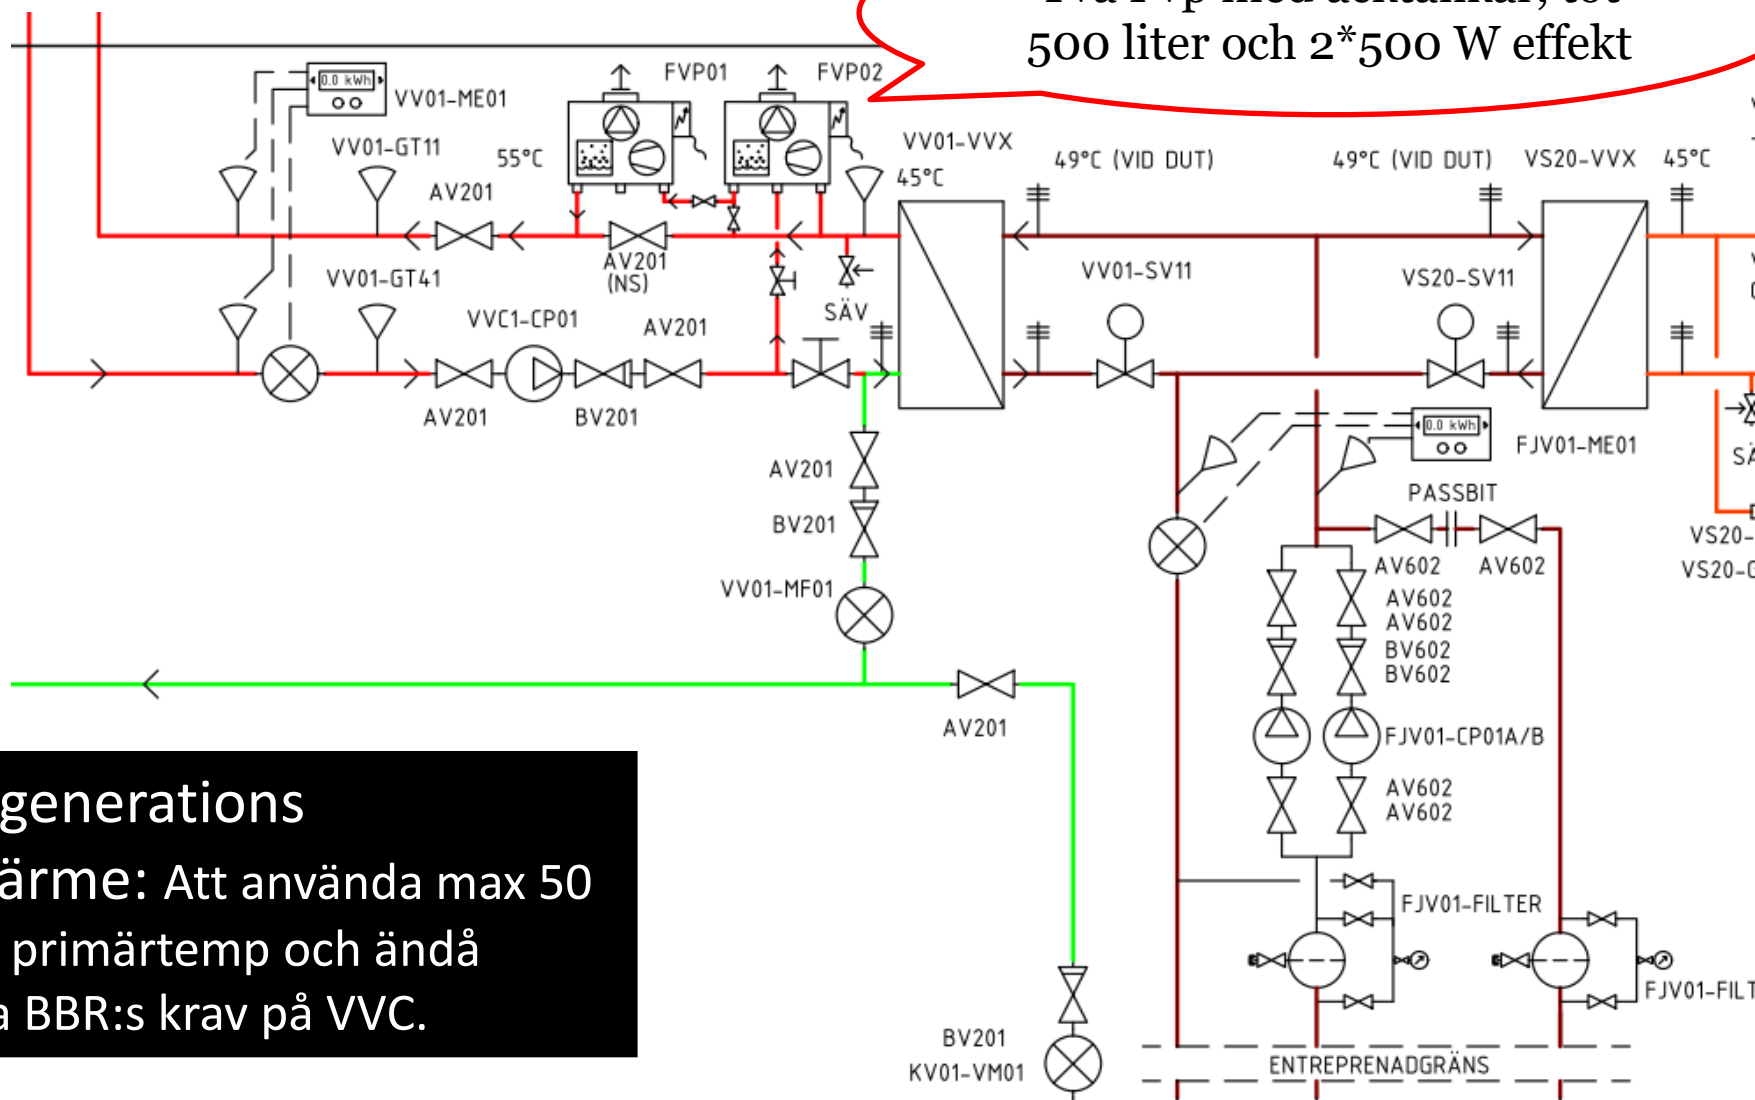 500 liter och 2*500 W effekt
0.0 kWh
VV01-ME01
FVP01
FVP02
VV01-GT11
55°C
VV01-VVX
45°C
49°C (VID DUT)
49°C (VID DUT)
VS20-VVX
45°C
AV201
VV01-GT41
AV201
(NS)
SÄV
VV01-SV11
VS20-SV11
VVC1-CP01
AV201
AV201
BV201
0.0 kWh
FJV01-ME01
AV201
PASSBIT
BV201
AV602
AV602
VS20-
VS20-
VV01-MF01
AV602
AV602
BV602
BV602
AV201
FJV01-CP01A/B
AV602
AV602
generations
ärme: Att använda max 50
primärtemp och ändå
BBR:s krav på VVC.
FJV01-FILTER
FJV01-FILT
BV201
KV01-VM01
ENTREPRENADGRÄNS